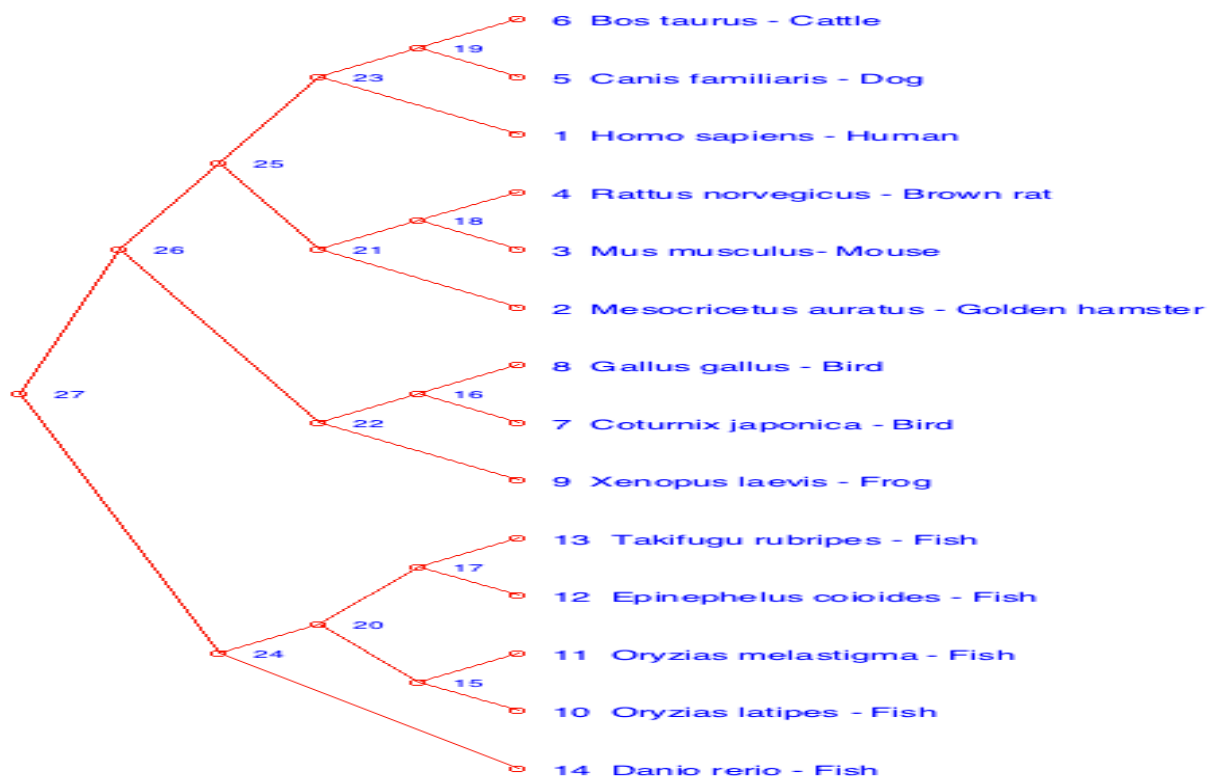 6 Bos taurus - Cattle
19
23
5 Canis familiaris - Dog
1 Homo sapiens - Human
25
4 Rattus norvegicus - Brown rat
18
26
21
3 Mus musculus- Mouse
2 Mesocricetus auratus - Golden hamster
8 Gallus gallus - Bird
27
16
22
7 Coturnix japonica - Bird
9 Xenopus laevis - Frog
13 Takifugu rubripes - Fish
17
12 Epinephelus coioides - Fish
20
24
11 Oryzias melastigma - Fish
15
10 Oryzias latipes - Fish
14 Danio rerio - Fish